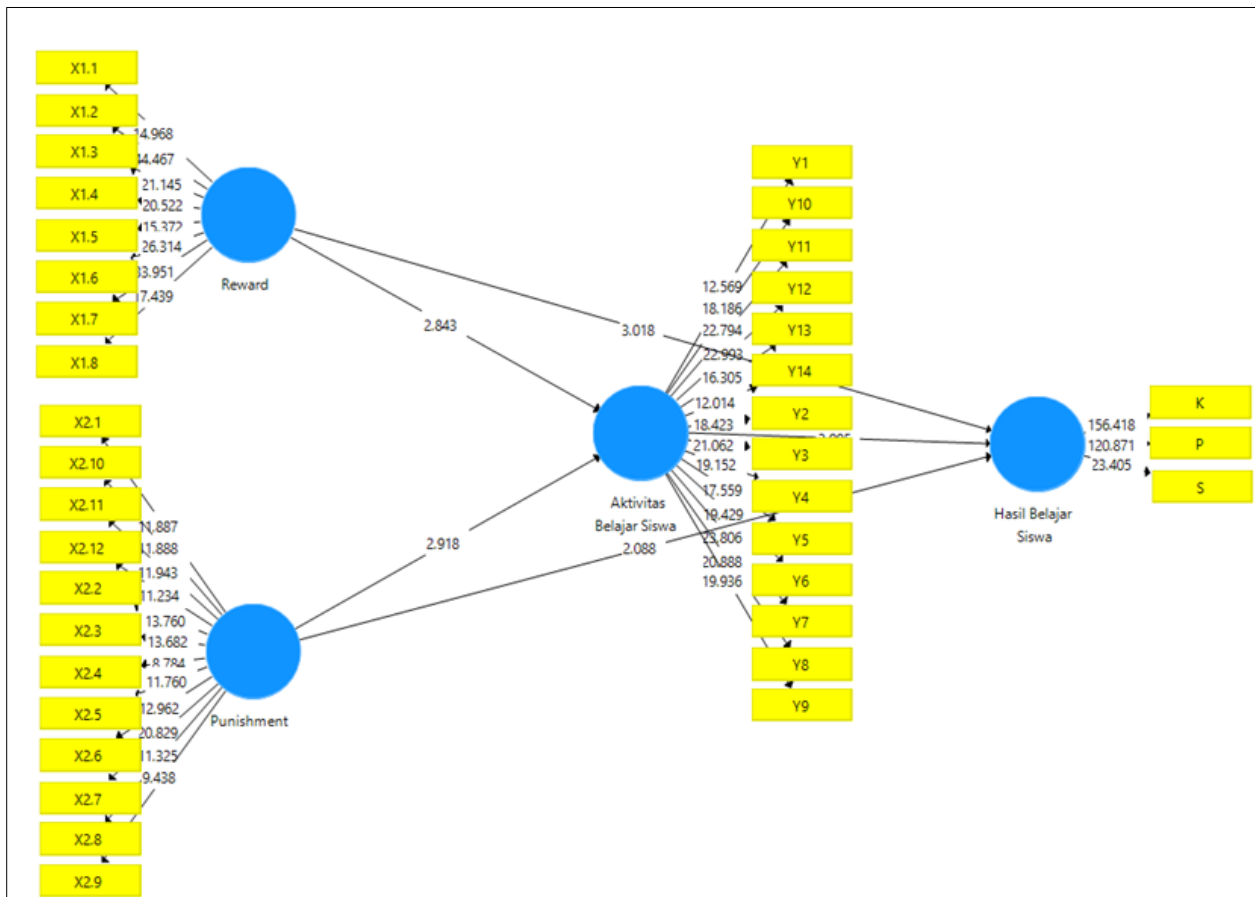 X1.1
X1.2
X1.3
X1.4
X1.5
X1.6
X1.7
X1.8
14.968
44.467
21.145
20.522
15.372
26.314
17.439
Reward
X2.1
X2.10
X2.11
X2.12
X2.2
X2.3
X2.4
X2.5
X2.6
X2.7
X2.8
X2.9
11.887
11.888
11.943
11.234
13.760
13.682
8.784
11.760
12.962
20.829
11.325
9.438
Punishment
2.843
3.018
2.918
2.088
Aktivitas
Belajar Siswa
12.569
18.186
22.794
22.993
16.305
12.014
18.423
21.062
19.152
17.559
19.429
23.806
20.888
19.936
Y1
Y10
Y11
Y12
Y13
Y14
Y2
Y3
Y4
Y5
Y6
Y7
Y8
Y9
Hasil Belajar
Siswa
156.418
120.871
23.405
K
P
S